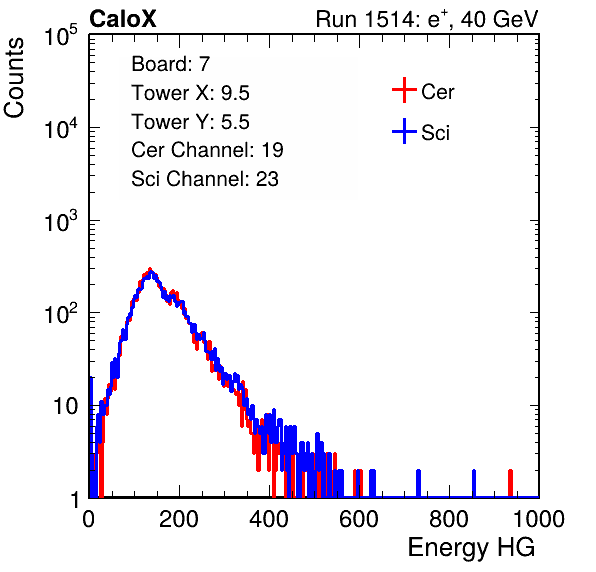 CaloX Run 1514: e⁺, 40 GeV
Counts
10⁵
10⁴
10³
10²
10
1
Board: 7
Tower X: 9.5
Tower Y: 5.5
Cer Channel: 19
Sci Channel: 23
Cer
Sci
0 200 400 600 800 1000
Energy HG